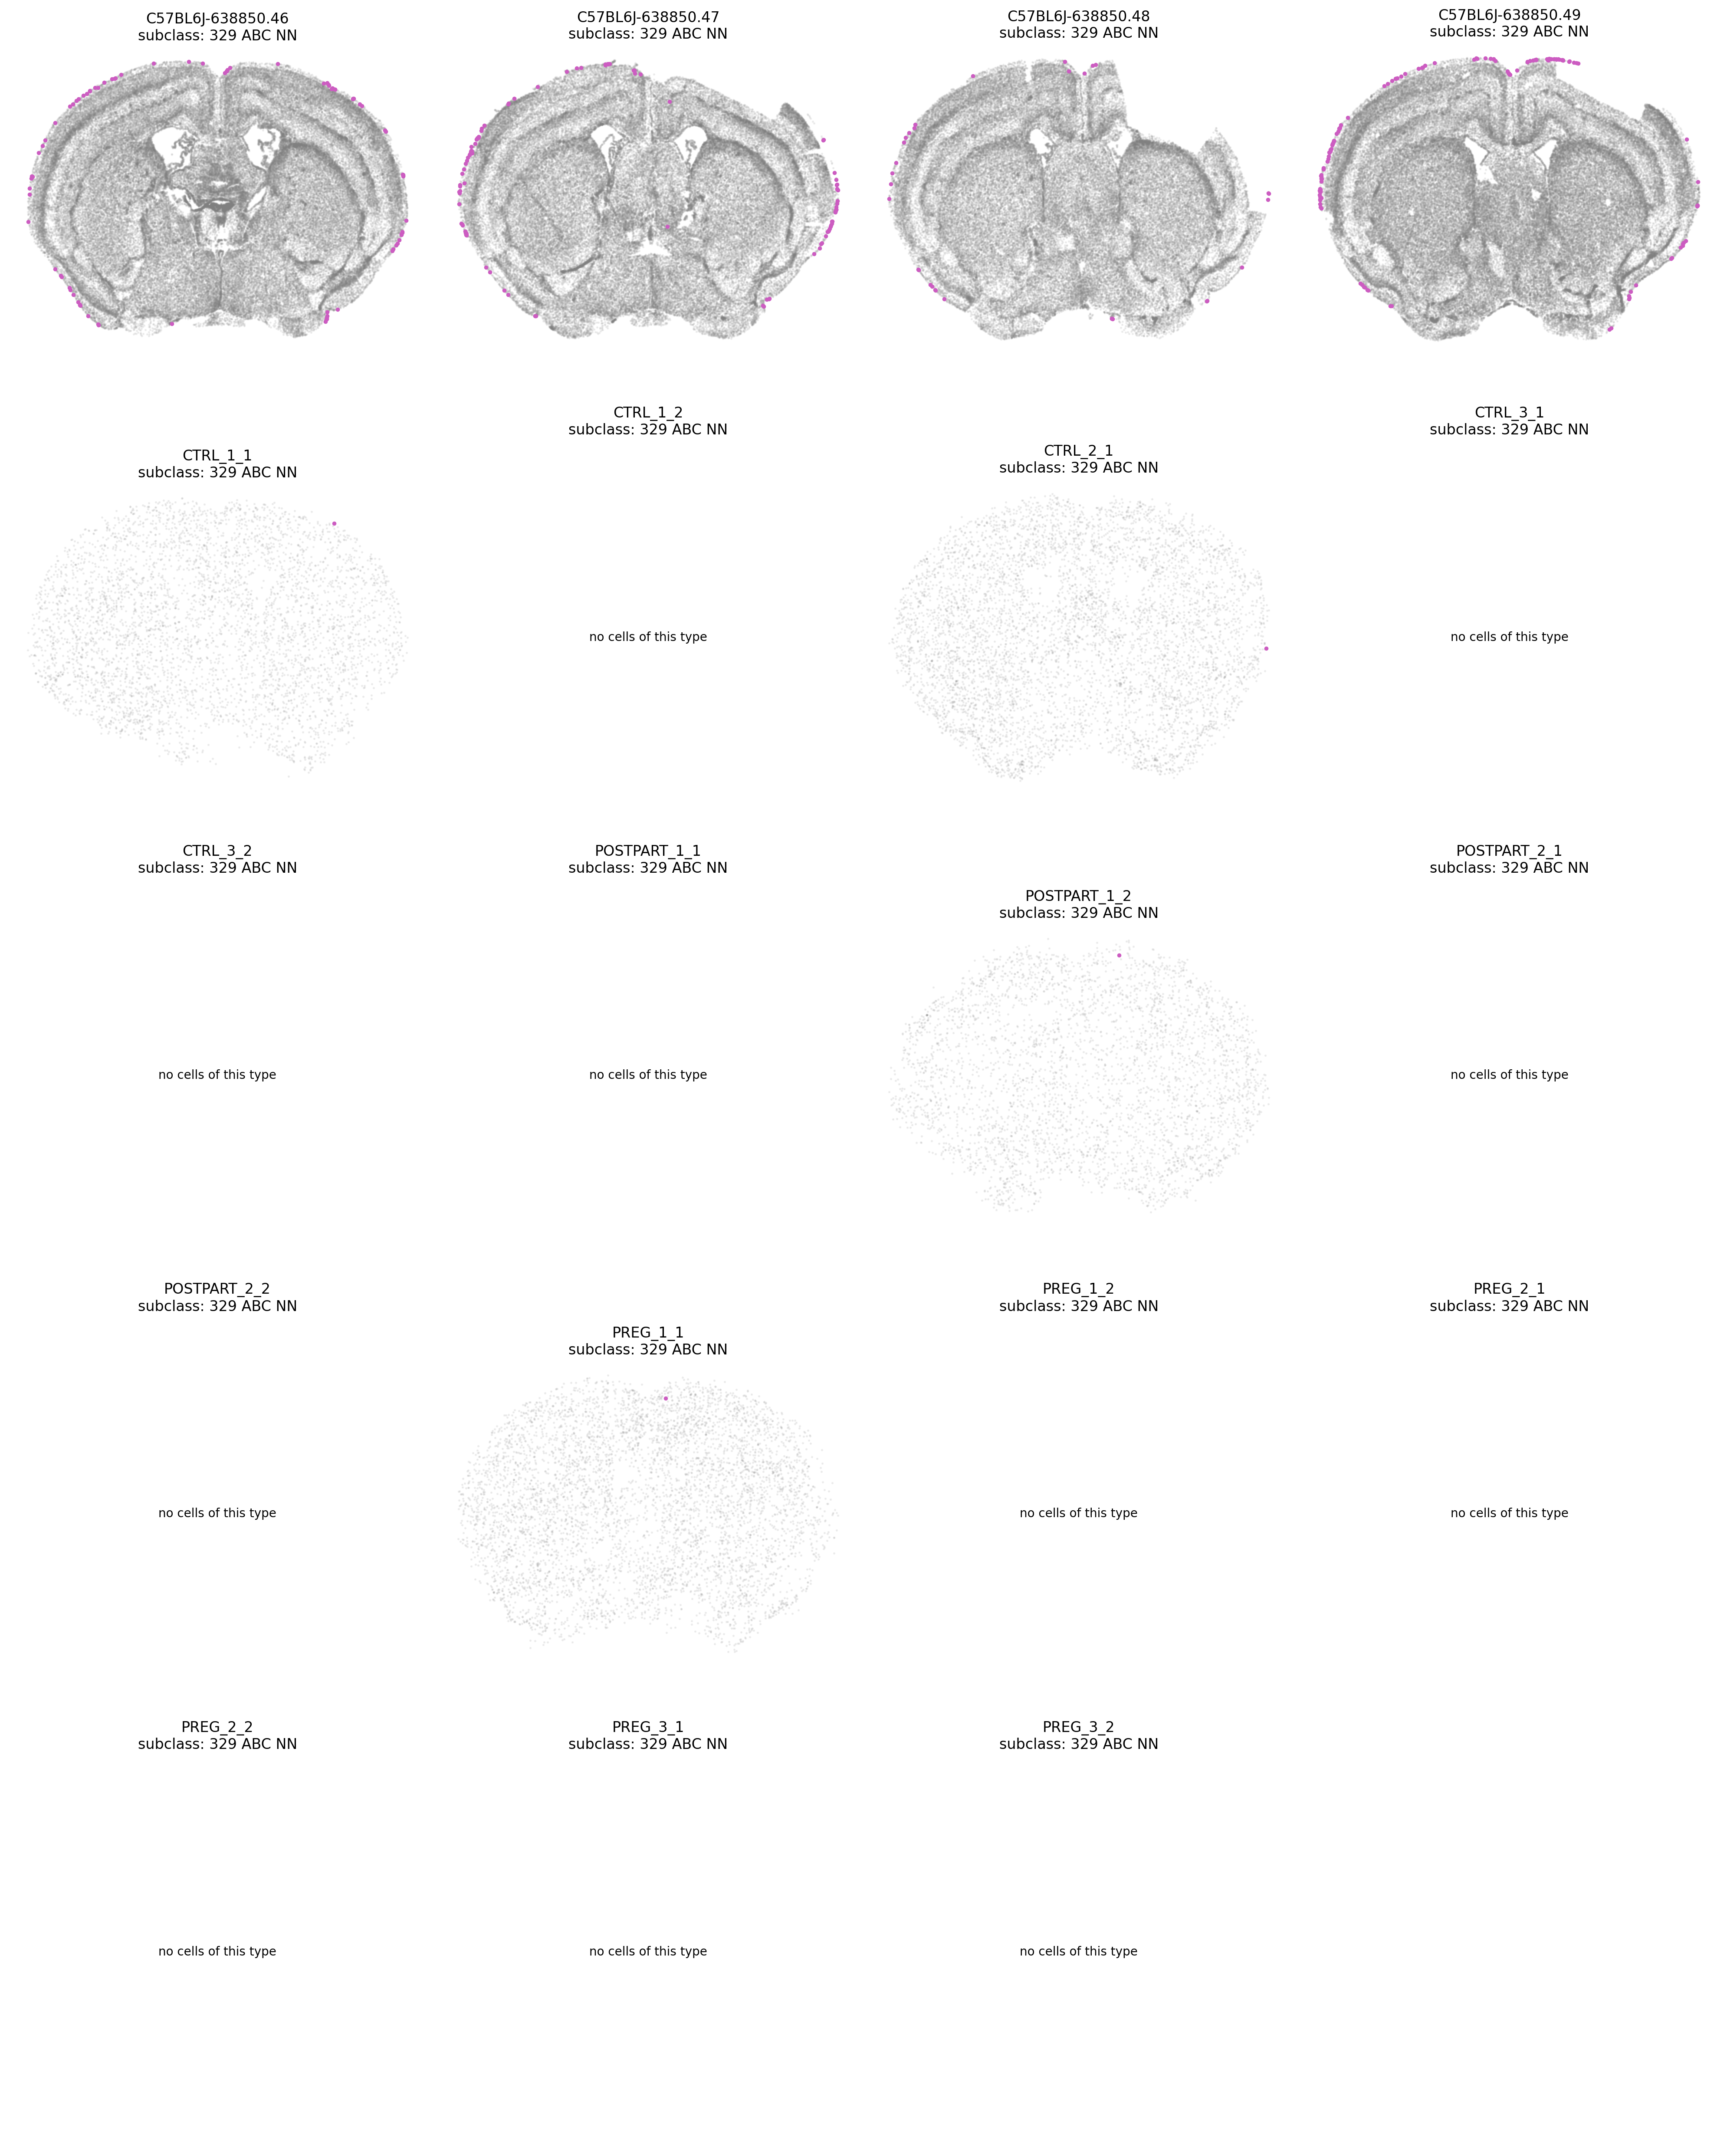 C57BL6J-638850.46
subclass: 329 ABC NN
C57BL6J-638850.47
subclass: 329 ABC NN
C57BL6J-638850.48
subclass: 329 ABC NN
C57BL6J-638850.49
subclass: 329 ABC NN
CTRL_1_1
subclass: 329 ABC NN
CTRL_1_2
subclass: 329 ABC NN
no cells of this type
CTRL_2_1
subclass: 329 ABC NN
CTRL_3_1
subclass: 329 ABC NN
no cells of this type
CTRL_3_2
subclass: 329 ABC NN
no cells of this type
POSTPART_1_1
subclass: 329 ABC NN
no cells of this type
POSTPART_1_2
subclass: 329 ABC NN
POSTPART_2_1
subclass: 329 ABC NN
no cells of this type
POSTPART_2_2
subclass: 329 ABC NN
no cells of this type
PREG_1_1
subclass: 329 ABC NN
PREG_1_2
subclass: 329 ABC NN
no cells of this type
PREG_2_1
subclass: 329 ABC NN
no cells of this type
PREG_2_2
subclass: 329 ABC NN
no cells of this type
PREG_3_1
subclass: 329 ABC NN
no cells of this type
PREG_3_2
subclass: 329 ABC NN
no cells of this type